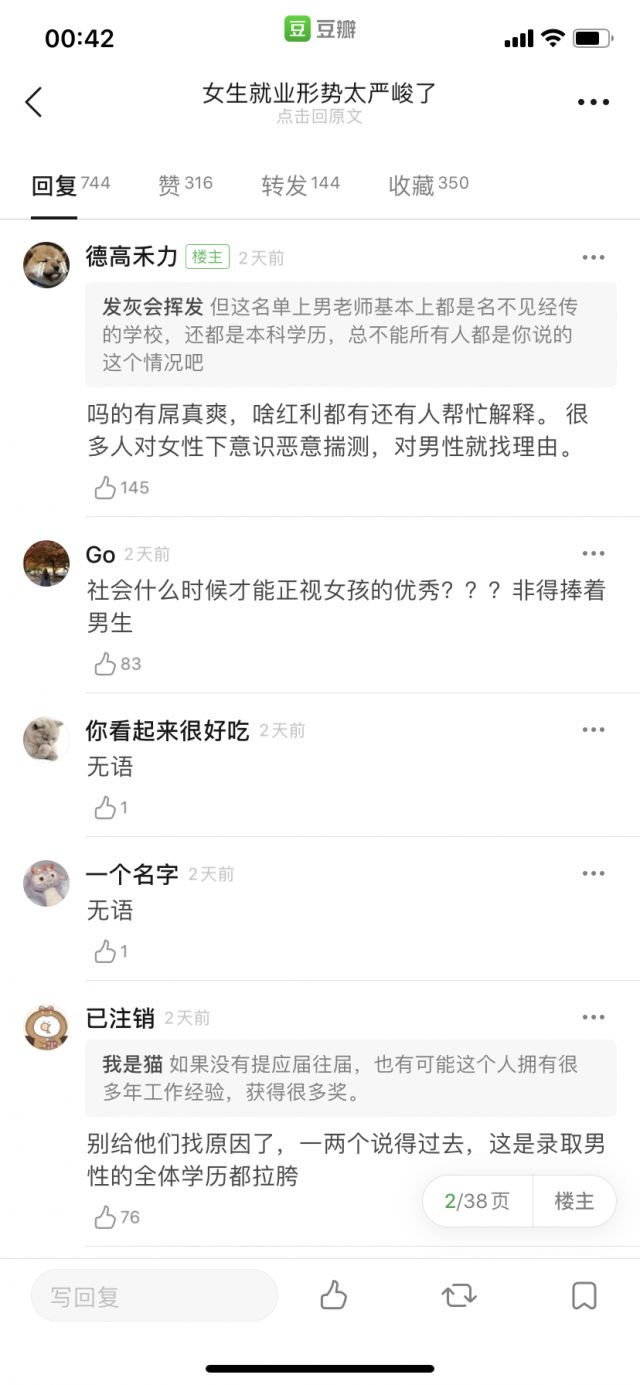 00:42
豆 豆瓣
女生就业形势太严峻了
点击回原文
回复 744 赞 316 转发 144 收藏 350
德高禾力 楼主 2天前
发灰会挥发 但这名单上男老师基本上都是名不见经传
的学校，还都是本科学历，总不能所有人都是你说的
这个情况吧
吗的有屌真爽，啥红利都有还有人帮忙解释。 很
多人对女性下意识恶意揣测，对男性就找理由。
145
Go 2天前
社会什么时候才能正视女孩的优秀？？？非得捧着
男生
83
你看起来很好吃 2天前
无语
1
一个名字 2天前
无语
1
已注销 2天前
我是猫 如果没有提应届往届，也有可能这个人拥有很
多年工作经验，获得很多奖。
别给他们找原因了，一两个说得过去，这是录取男
性的全体学历都拉胯
76
2/38页 楼主
写回复